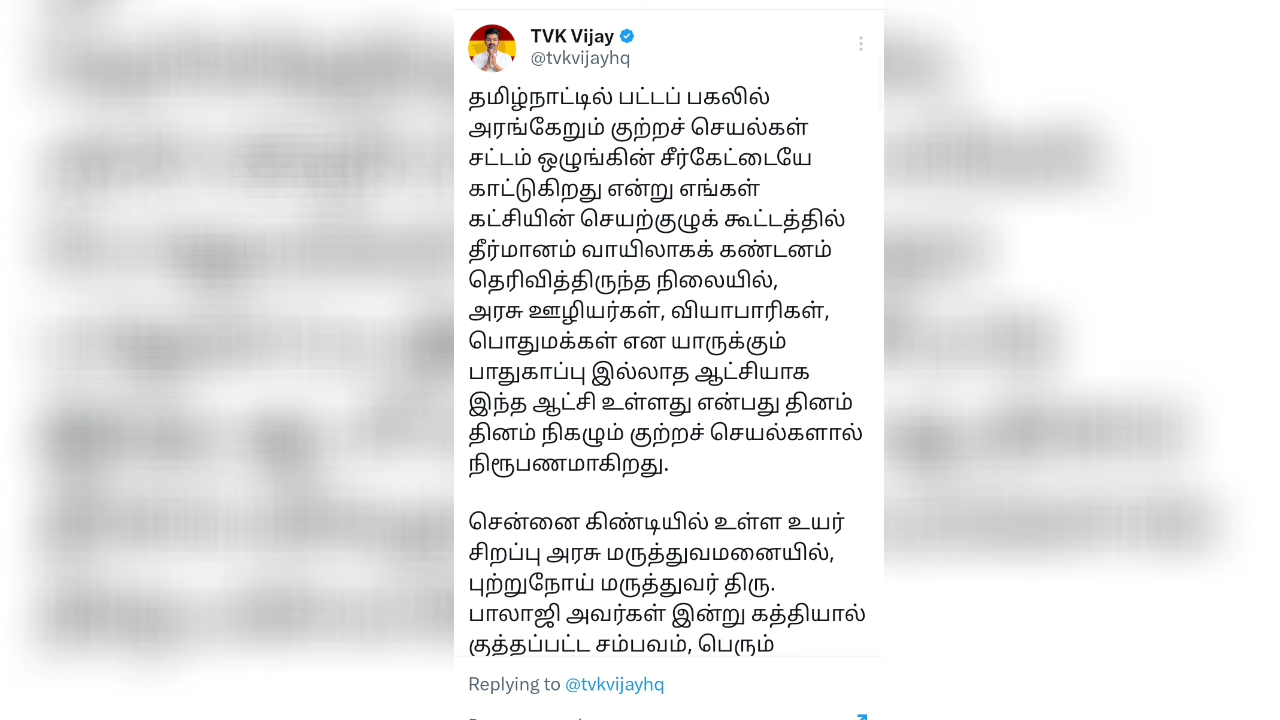 TVK Vijay
@tvkvijayhq
தமிழ்நாட்டில் பட்டப் பகலில்
அரங்கேறும் குற்றச் செயல்கள்
சட்டம் ஒழுங்கின் சீர்கேட்டையே
காட்டுகிறது என்று எங்கள்
கட்சியின் செயற்குழுக் கூட்டத்தில்
தீர்மானம் வாயிலாகக் கண்டனம்
தெரிவித்திருந்த நிலையில்,
அரசு ஊழியர்கள், வியாபாரிகள்,
பொதுமக்கள் என யாருக்கும்
பாதுகாப்பு இல்லாத ஆட்சியாக
இந்த ஆட்சி உள்ளது என்பது தினம்
தினம் நிகழும் குற்றச் செயல்களால்
நிரூபணமாகிறது.
சென்னை கிண்டியில் உள்ள உயர்
சிறப்பு அரசு மருத்துவமனையில்,
புற்றுநோய் மருத்துவர் திரு.
பாலாஜி அவர்கள் இன்று கத்தியால்
குத்தப்பட்ட சம்பவம், பெரும்
Replying to @tvkvijayhq